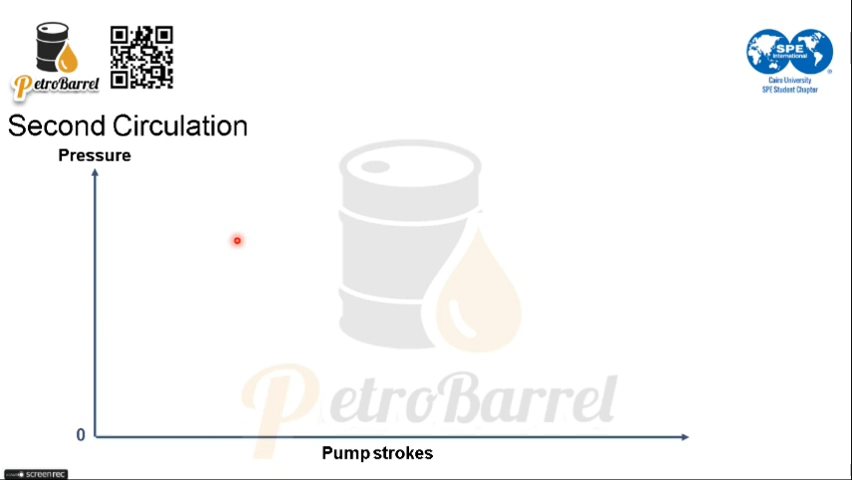 PetroBarrel
SPE
International
®
Cairo University
SPE Student Chapter
Second Circulation
Pressure
PetroBarrel
0
Pump strokes
screenrec